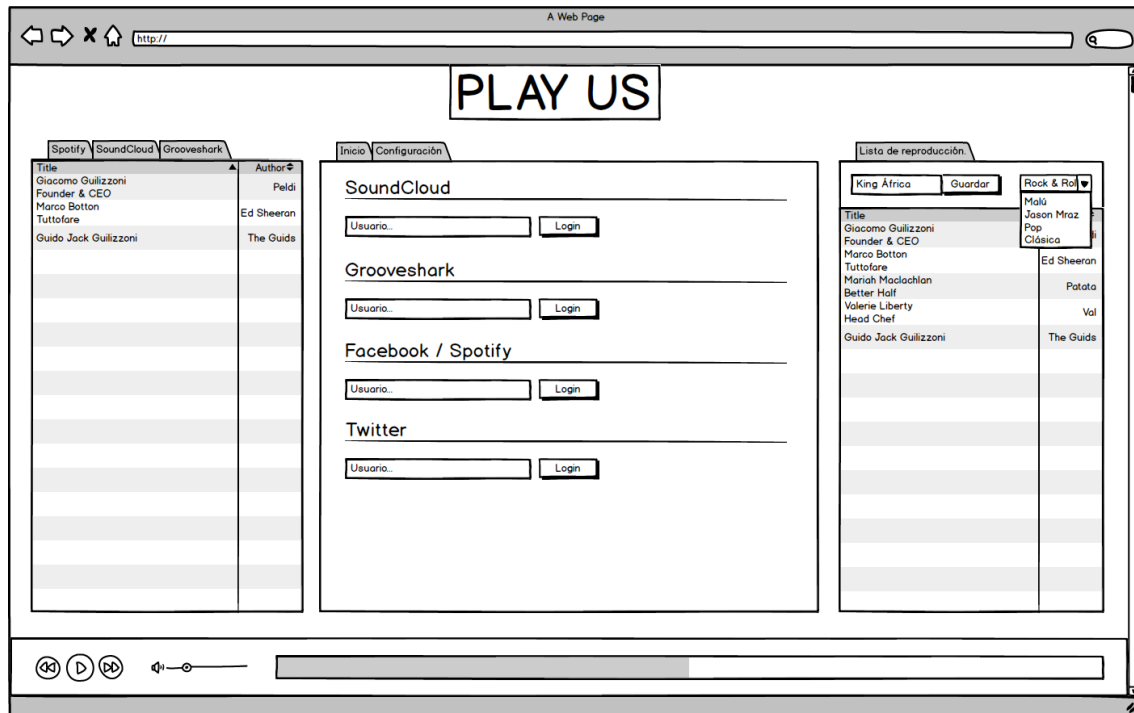 A Web Page
http://
PLAY US
Spotify SoundCloud Grooveshark
Title Author
Giacomo Guilizzoni
Founder & CEO
Peldi
Marco Botton
Tuttofare
Ed Sheeran
Guido Jack Guilizzoni The Guids
Inicio Configuración
SoundCloud
Usuario... Login
Grooveshark
Usuario... Login
Facebook / Spotify
Usuario... Login
Twitter
Usuario... Login
Lista de reproducción.
King África Guardar Rock & Rol
Malú
Jason Mraz
Pop
Clásica
Title
Giacomo Guilizzoni
Founder & CEO
Marco Botton
Tuttofare
Ed Sheeran
Mariah Maclachlan
Better Half
Patata
Valerie Liberty
Head Chef
Val
Guido Jack Guilizzoni The Guids